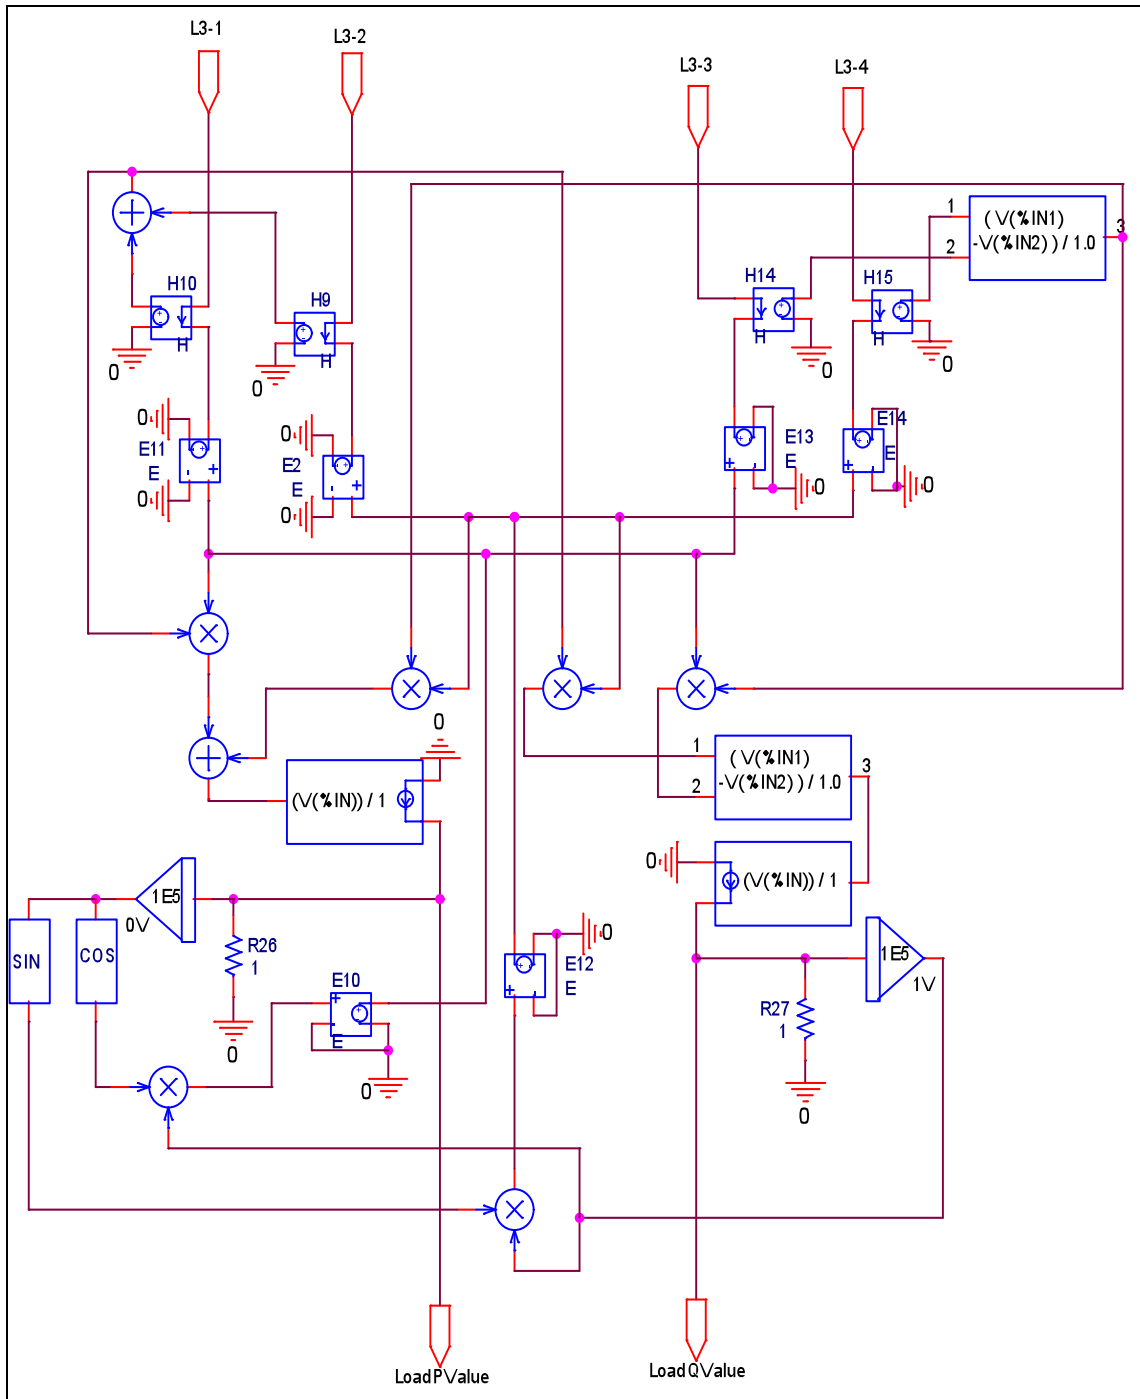 L3-1
L3-2
L3-3
L3-4
1
2
( V(%IN1)
-V(%IN2) ) / 1.0
3
H10
H
0
H9
H
0
H14
H
0
H15
H
0
0
E11
E
0
0
E2
E
0
E13
E
0
E14
E
0
0
(V(%IN) ) / 1
1
2
( V(%IN1)
-V(%IN2) ) / 1.0
3
0
(V(%IN) ) / 1
1E5
0V
SIN
COS
R26
1
0
E10
E
0
E12
E
0
1E5
1V
R27
1
0
LoadPValue
LoadQValue